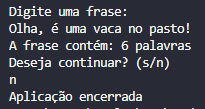 Digite uma frase:
Olha, é uma vaca no pasto!
A frase contém: 6 palavras
Deseja continuar? (s/n)
n
Aplicação encerrada